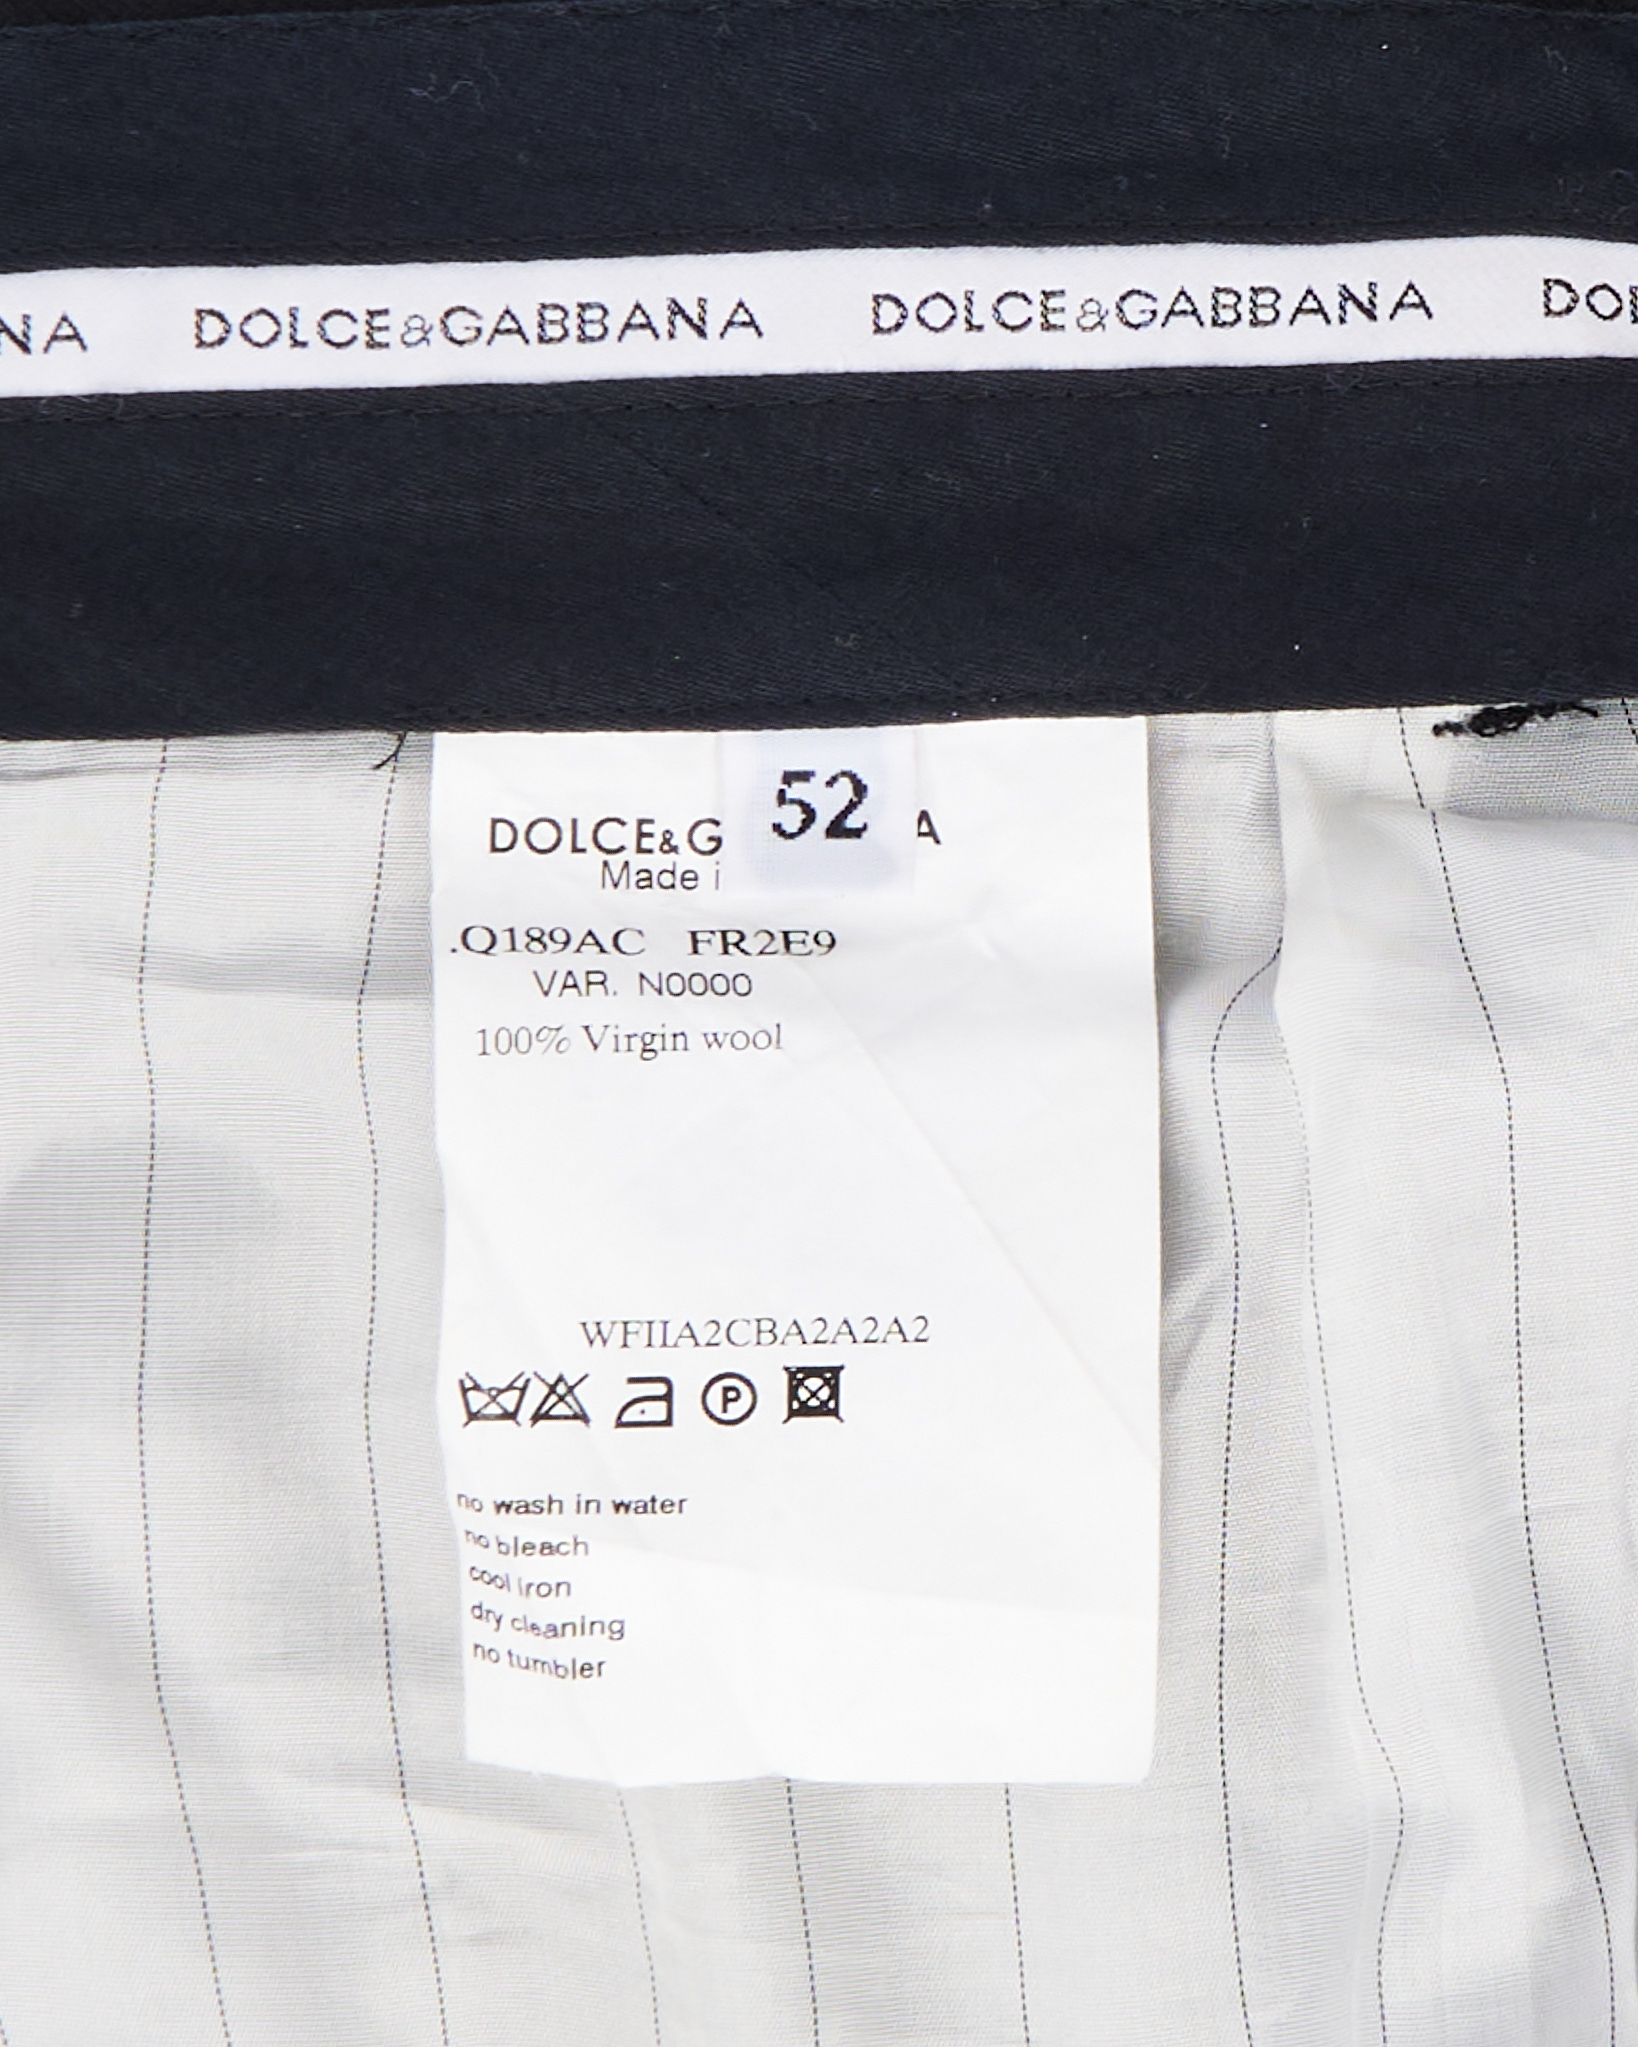 NA DOLCE&GABBANA DOLCE&GABBANA DOL
52
DOLCE&G A
Made i
.Q189AC FR2E9
VAR. N0000
100% Virgin wool
WFIIA2CBA2A2A2
P
no wash in water
no bleach
cool iron
dry cleaning
no tumbler